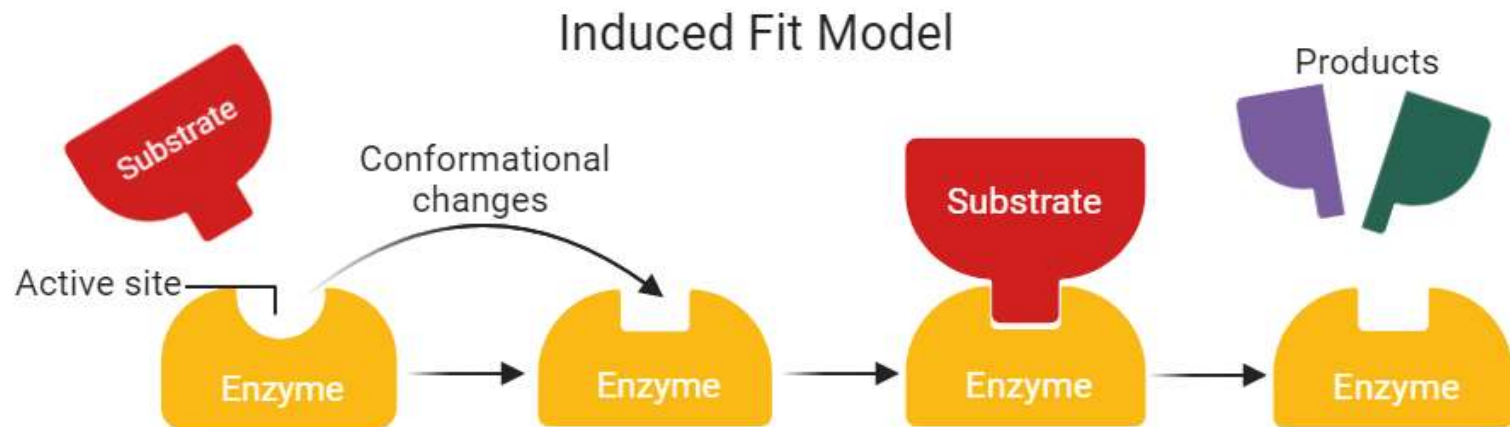 Induced Fit Model
Substrate
Conformational
changes
Active site
Substrate
Products
Enzyme
Enzyme
Enzyme
Enzyme